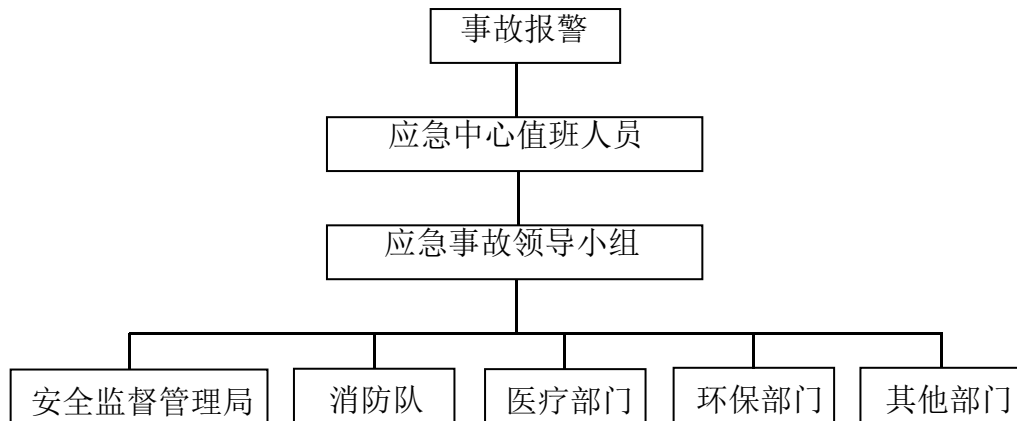 事故报警
应急中心值班人员
应急事故领导小组
安全监督管理局
消防队
医疗部门
环保部门
其他部门